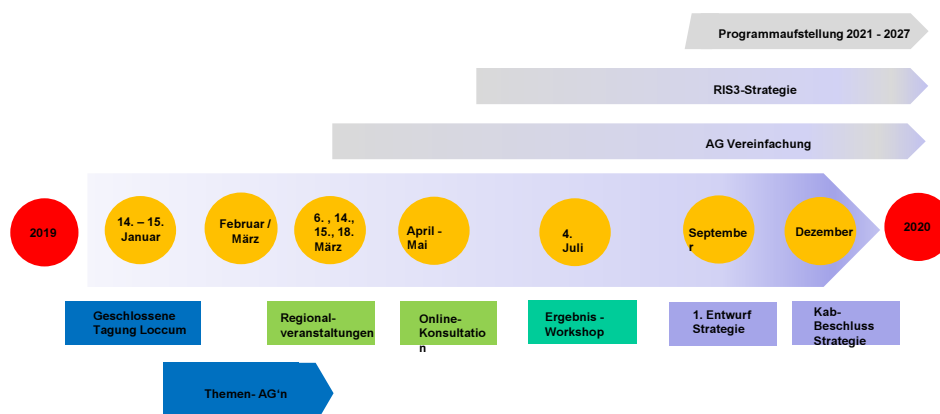 Programmaufstellung 2021 - 2027
RIS3-Strategie
AG Vereinfachung
2019
14. – 15.
Januar
Februar /
März
6. , 14.,
15., 18.
März
April -
Mai
4.
Juli
Septembe
r
Dezember
2020
Geschlossene
Tagung Loccum
Regional-
veranstaltungen
Online-
Konsultatio
n
Ergebnis -
Workshop
1. Entwurf
Strategie
Kab-
Beschluss
Strategie
Themen- AG‘n